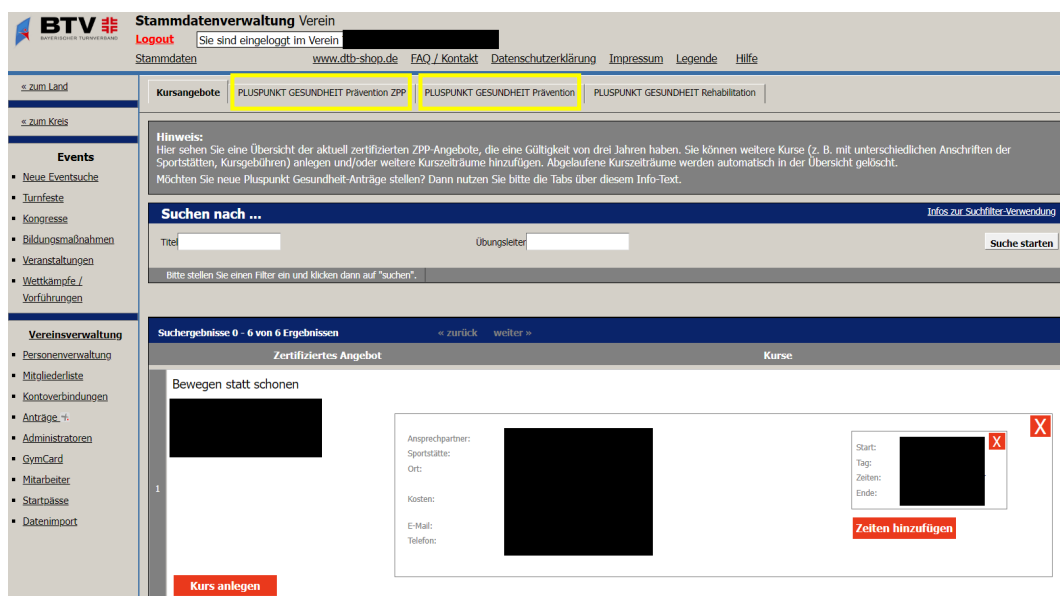 BTV
BAYERISCHER TURNVERBAND
Stammdatenverwaltung Verein
Logout Sie sind eingeloggt im Verein
Stammdaten www.dtb-shop.de FAQ / Kontakt Datenschutzerklärung Impressum Legende Hilfe
« zum Land
« zum Kreis
Events
Neue Eventsuche
Turnfeste
Kongresse
Bildungsmaßnahmen
Veranstaltungen
Wettkämpfe /
Vorführungen
Vereinsverwaltung
Personenverwaltung
Mitgliederliste
Kontoverbindungen
Anträge
Administratoren
GymCard
Mitarbeiter
Startpässe
Datenimport
Kursangebote PLUSPUNKT GESUNDHEIT Prävention ZPP PLUSPUNKT GESUNDHEIT Prävention PLUSPUNKT GESUNDHEIT Rehabilitation
Hinweis:
Hier sehen Sie eine Übersicht der aktuell zertifizierten ZPP-Angebote, die eine Gültigkeit von drei Jahren haben. Sie können weitere Kurse (z. B. mit unterschiedlichen Anschriften der
Sportstätten, Kursgebühren) anlegen und/oder weitere Kurszeiträume hinzufügen. Abgelaufene Kurszeiträume werden automatisch in der Übersicht gelöscht.
Möchten Sie neue Pluspunkt Gesundheit-Anträge stellen? Dann nutzen Sie bitte die Tabs über diesem Info-Text.
Suchen nach ... Infos zur Suchfilter-Verwendung
Titel Übungsleiter Suche starten
Bitte stellen Sie einen Filter ein und klicken dann auf "suchen".
Suchergebnisse 0 - 6 von 6 Ergebnissen « zurück weiter »
Zertifiziertes Angebot Kurse
1
Bewegen statt schonen
X
Ansprechpartner:
Sportstätte:
Ort:
Kosten:
E-Mail:
Telefon:
X
Start:
Tag:
Zeiten:
Ende:
Zeiten hinzufügen
Kurs anlegen